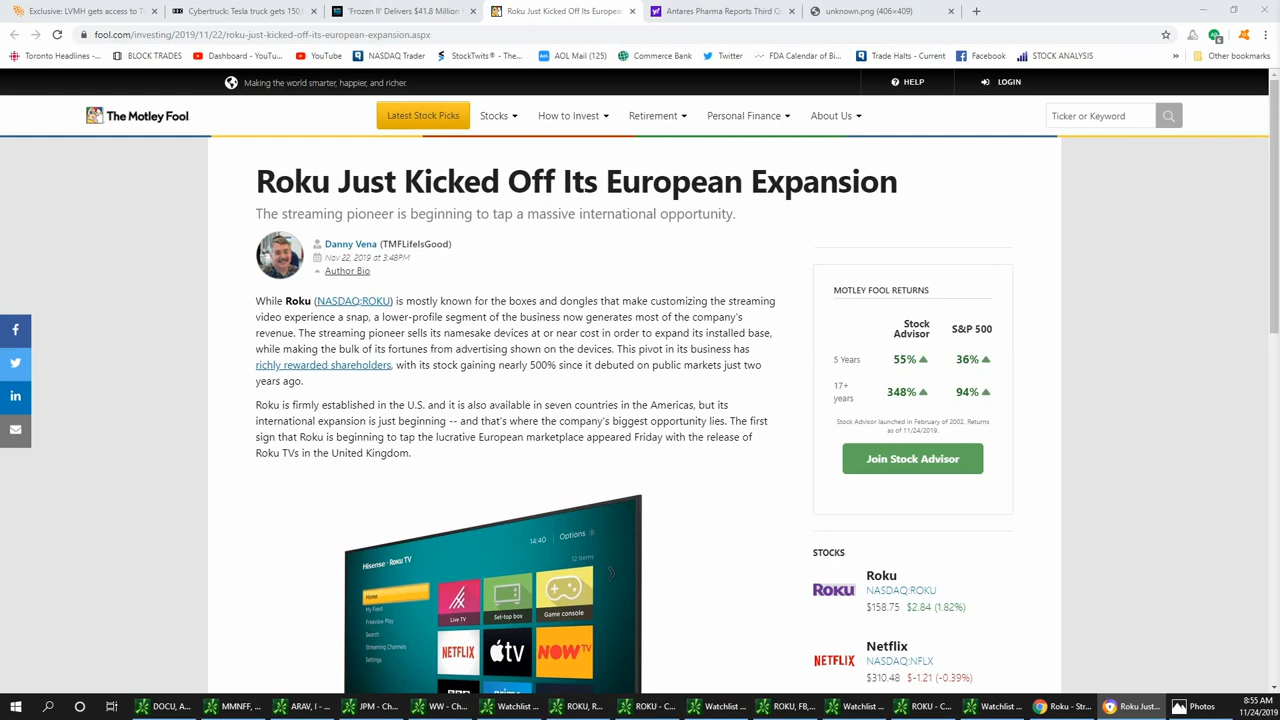 Exclusive: LVMH gets access to T
Cybertruck: Tesla truck gets 150,0
"Frozen II" Delivers $41.8 Million
Roku Just Kicked Off Its European
Antares Pharma Reports Third Q
unknown.png (406×409)
fool.com/investing/2019/11/22/roku-just-kicked-off-its-european-expansion.aspx
Toronto Headlines -...
BLOCK TRADES
Dashboard - YouTu...
YouTube
NASDAQ Trader
StockTwits® - The...
AOL Mail (125)
Commerce Bank
Twitter
FDA Calendar of Bi...
Trade Halts - Current
Facebook
STOCK ANALYSIS
»
Other bookmarks
Making the world smarter, happier, and richer.
HELP
LOGIN
The Motley Fool.
Latest Stock Picks
Stocks
How to Invest
Retirement
Personal Finance
About Us
Ticker or Keyword
Roku Just Kicked Off Its European Expansion
The streaming pioneer is beginning to tap a massive international opportunity.
Danny Vena (TMFLifeIsGood)
Nov 22, 2019 at 3:48PM
Author Bio
While Roku (NASDAQ:ROKU) is mostly known for the boxes and dongles that make customizing the streaming
video experience a snap, a lower-profile segment of the business now generates most of the company's
revenue. The streaming pioneer sells its namesake devices at or near cost in order to expand its installed base,
while making the bulk of its fortunes from advertising shown on the devices. This pivot in its business has
richly rewarded shareholders, with its stock gaining nearly 500% since it debuted on public markets just two
years ago.
Roku is firmly established in the U.S. and it is also available in seven countries in the Americas, but its
international expansion is just beginning -- and that's where the company's biggest opportunity lies. The first
sign that Roku is beginning to tap the lucrative European marketplace appeared Friday with the release of
Roku TVs in the United Kingdom.
Hisense · Roku TV
14:40
Options
12 Items
Home
My Feed
Freeview Play
Search
Streaming Channels
Settings
Live TV
Set-top box
Game console
NETFLIX
tv
NOW TV
MOTLEY FOOL RETURNS
Stock Advisor
S&P 500
5 Years 55% 36%
17+ years 348% 94%
Stock Advisor launched in February of 2002. Returns
as of 11/24/2019.
Join Stock Advisor
STOCKS
Roku
Roku
NASDAQ:ROKU
$158.75 $2.84 (1.82%)
NETFLIX
Netflix
NASDAQ:NFLX
$310.48 $-1.21 (-0.39%)
DOCU, A...
MMNFF, ...
ARAV, I - ...
JPM - Ch...
WW - Ch...
Watchlist ...
ROKU, R...
ROKU - C...
Watchlist ...
ROKU, FB,...
Watchlist ...
ROKU - C...
Watchlist ...
Roku - Str...
Roku Just...
Photos
8:55 AM
11/24/2019